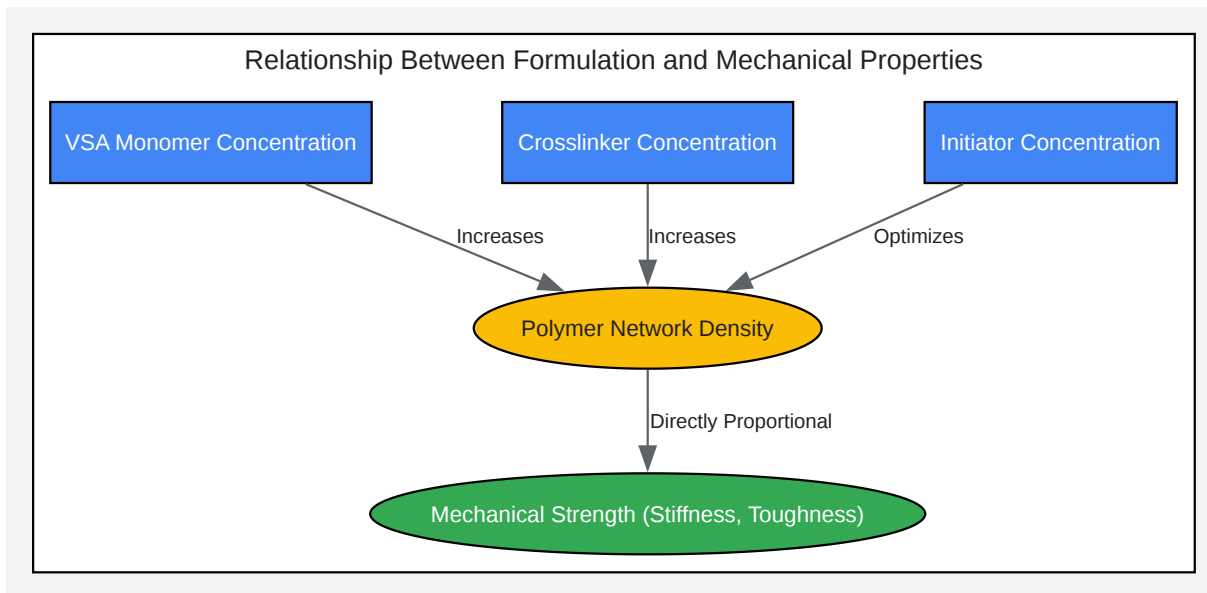 Relationship Between Formulation and Mechanical Properties
VSA Monomer Concentration
Crosslinker Concentration
Initiator Concentration
Increases
Increases
Optimizes
Polymer Network Density
Directly Proportional
Mechanical Strength (Stiffness, Toughness)